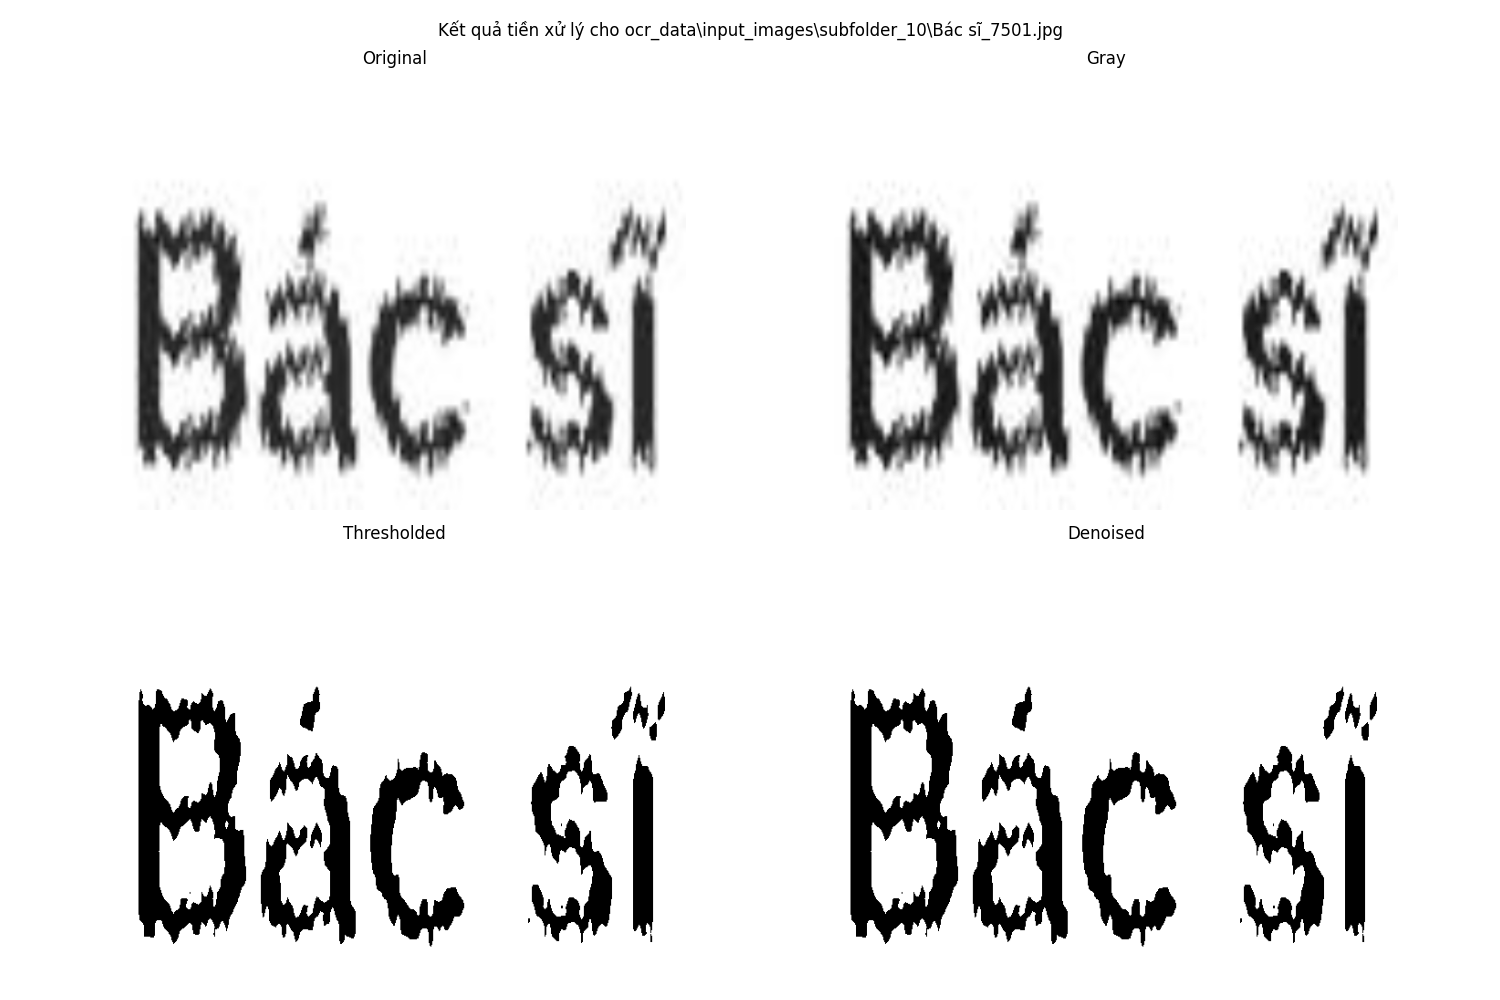 Kết quả tiền xử lý cho ocr_data\input_images\subfolder_10\Bác sĩ_7501.jpg
Original
Gray
Bác sĩ
Bác sĩ
Thresholded
Denoised
Bác sĩ
Bác sĩ